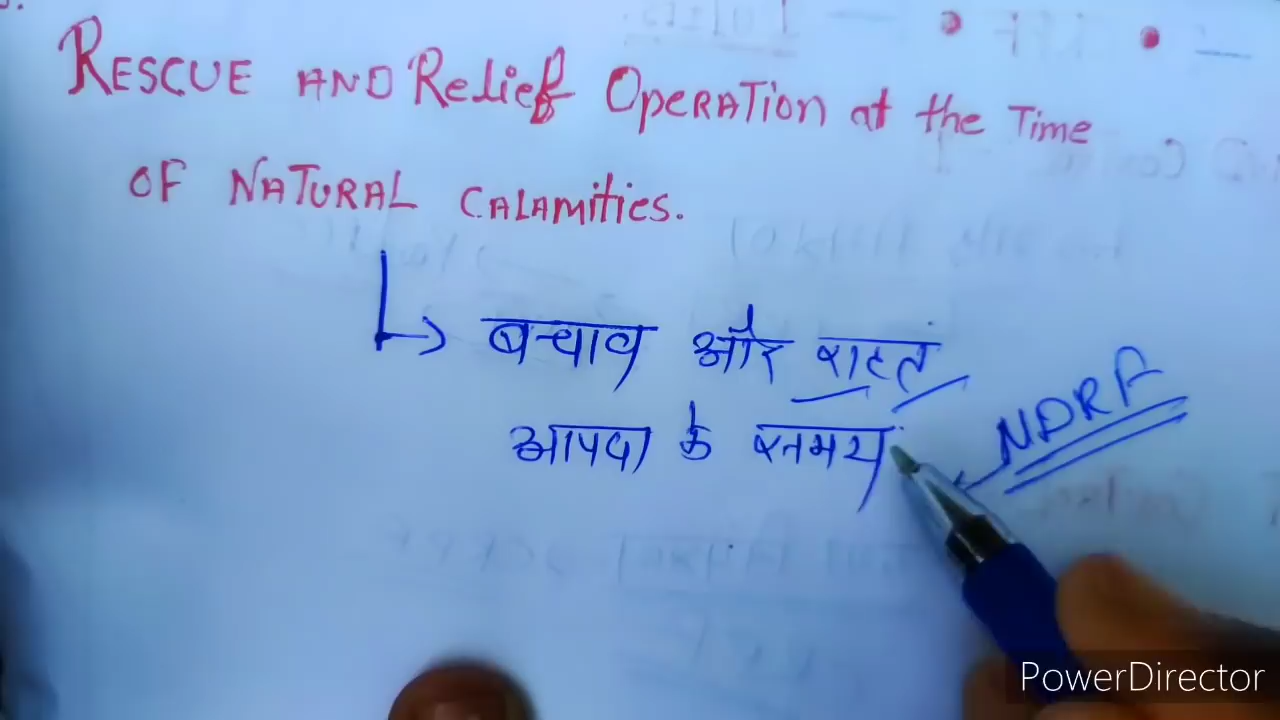 RESCUE AND Relief OPERATION at the Time
OF NATURAL CALAMITIES.
बचाव और राहत
आपदा के समय
NDRF
PowerDirector